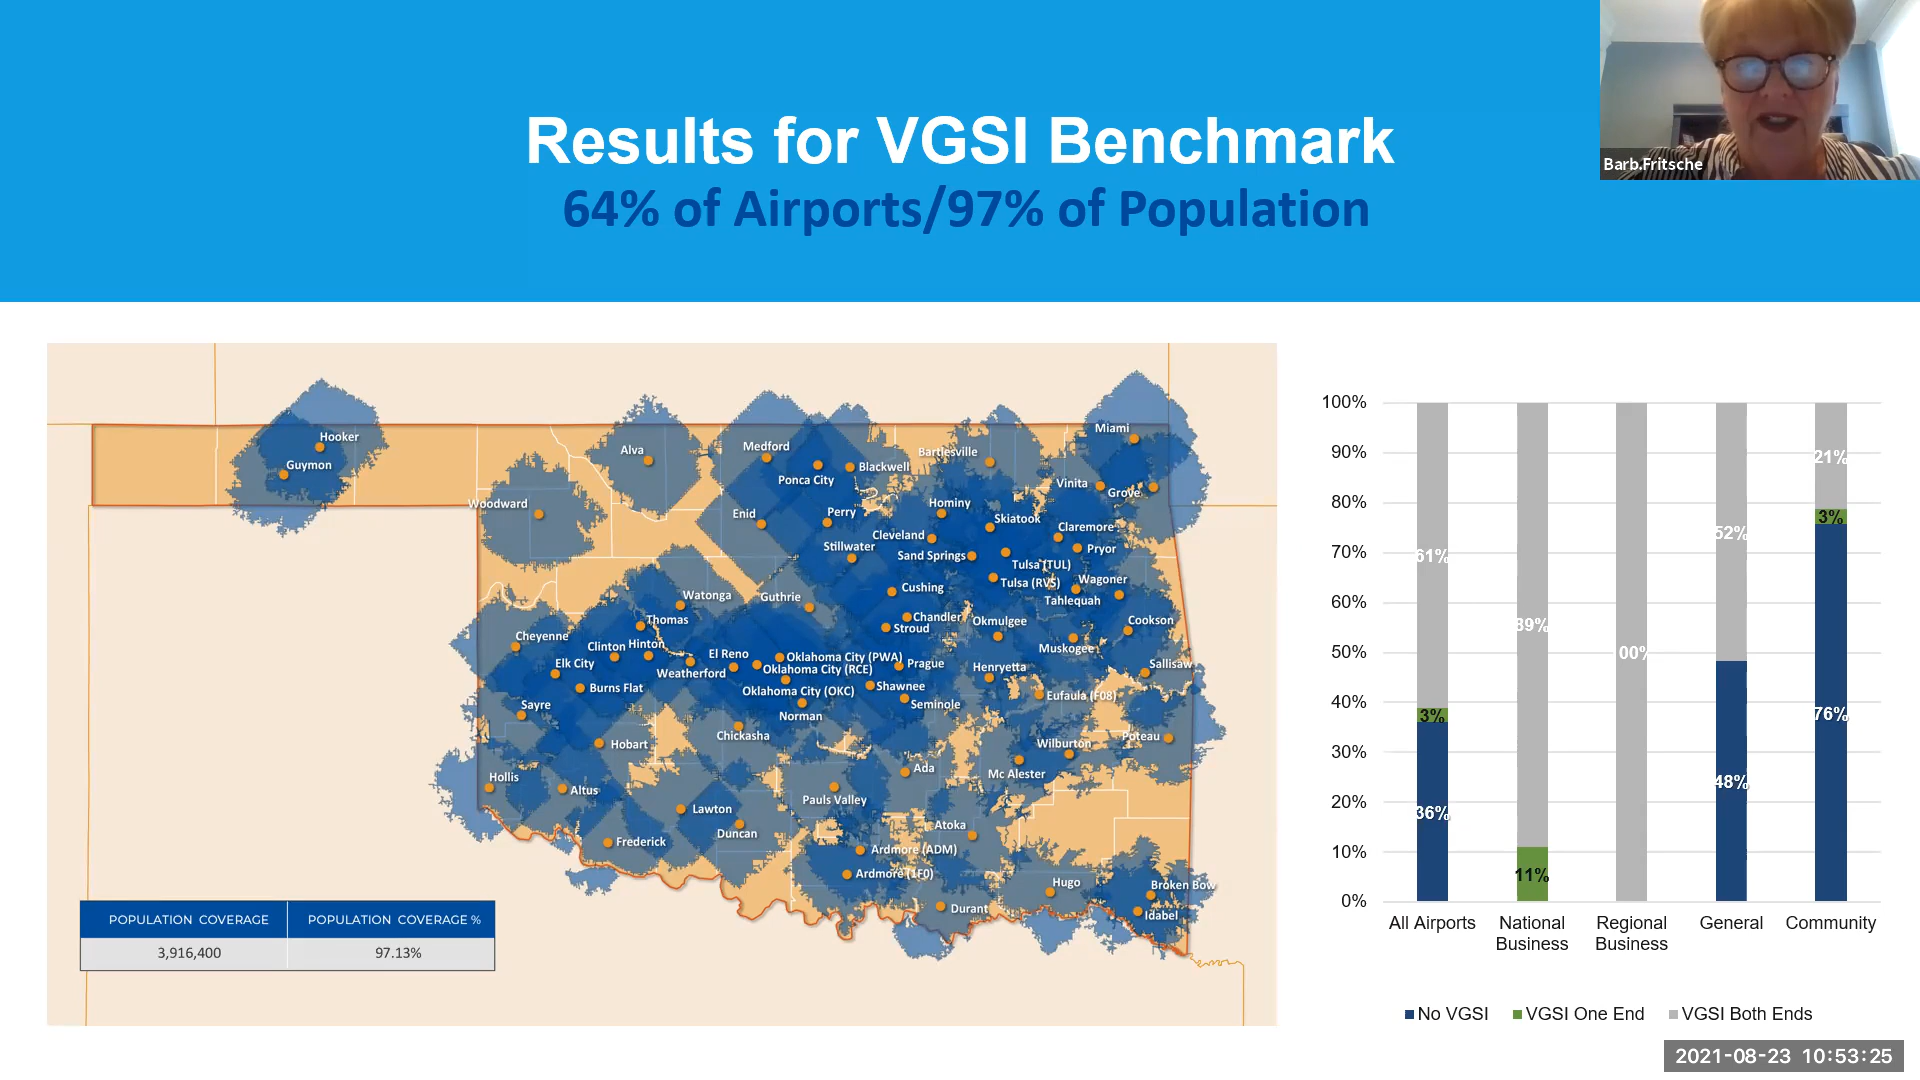 Results for VGSI Benchmark
64% of Airports/97% of Population
Barb.Fritsche
Hooker
Guymon
Woodward
Alva
Medford
Ponca City
Blackwell
Bartlesville
Miami
Vinita
Grove
Enid
Perry
Hominy
Skiatook
Claremore
Cleveland
Stillwater
Sand Springs
Pryor
Tulsa (TUL)
Tulsa (RVS)
Wagoner
Tahlequah
Cushing
Watonga
Guthrie
Thomas
Chandler
Stroud
Okmulgee
Cookson
Cheyenne
Clinton
Hinton
El Reno
Oklahoma City (PWA)
Oklahoma City (RCE)
Prague
Muskogee
Henryetta
Sallisaw
Elk City
Weatherford
Burns Flat
Oklahoma City (OKC)
Shawnee
Seminole
Eufaula (F08)
Sayre
Norman
Chickasha
Hobart
Wilburton
Poteau
Hollis
Altus
Ada
Mc Alester
Pauls Valley
Lawton
Duncan
Atoka
Frederick
Ardmore (ADM)
Ardmore (1F0)
Hugo
Broken Bow
Durant
Idabel
POPULATION COVERAGE POPULATION COVERAGE %
3,916,400 97.13%
100%
90%
80%
70%
60%
50%
40%
30%
20%
10%
0%
61%
3%
36%
89%
11%
00%
52%
48%
21%
3%
76%
All Airports
National
Business
Regional
Business
General
Community
No VGSI VGSI One End VGSI Both Ends
2021-08-23 10:53:25